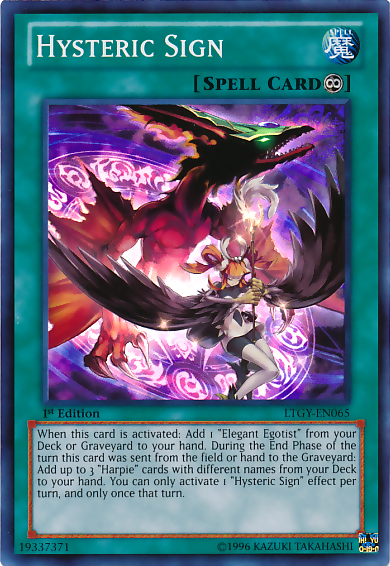 Hysteric Sign
SPELL
魔
[Spell Card]
1st Edition
LTGY-EN065
When this card is activated: Add 1 "Elegant Egotist" from your
Deck or Graveyard to your hand. During the End Phase of the
turn this card was sent from the field or hand to the Graveyard:
Add up to 3 "Harpie" cards with different names from your Deck
to your hand. You can only activate 1 "Hysteric Sign" effect per
turn, and only once that turn.
19337371
©1996 KAZUKI TAKAHASHI